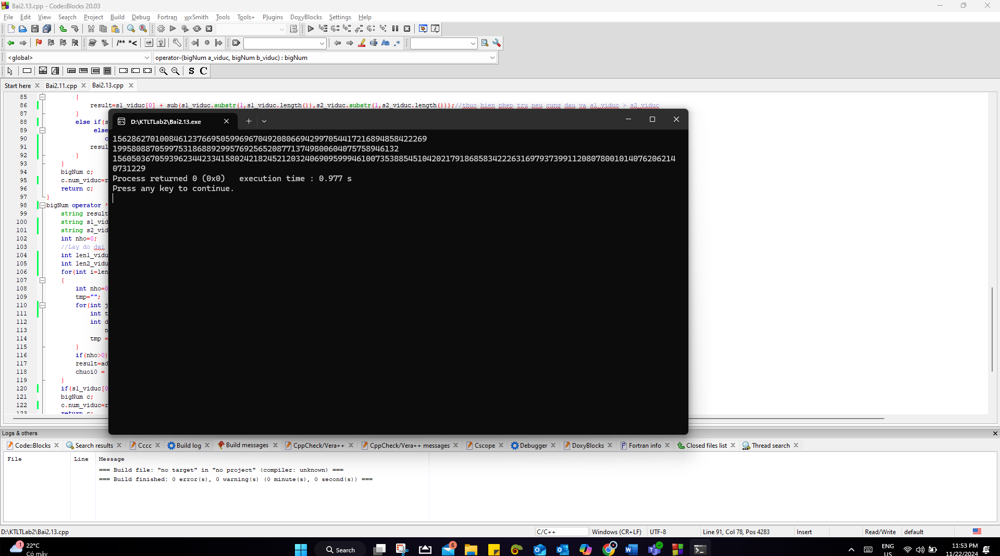 Bai2.13.cpp - Code::Blocks 20.03
File Edit View Search Project Build Debug Fortran wxSmith Tools Tools+ Plugins DoxyBlocks Settings Help
/** *<
Aa .*
<global> operator-(bigNum a_viduc, bigNum b_viduc) : bigNum
S C
Start here Bai2.11.cpp Bai2.13.cpp
85 {
86 result=s1_viduc[0] + sub(s1_viduc.substr(1,s1_viduc.length()),s2_viduc.substr(1,s2_viduc.length()));//thuc hien phep tru neu cung dau va s1_viduc > s2_viduc
87 }
88 else if(s
89 else
90 c
91 resul
92 }
93 }
94 bigNum c;
95 c.num_viduc=r
96 return c;
97 }
98 bigNum operator *
99 string result
100 string s1_vid
101 string s2_vid
102 int nho=0;
103 //Lay do dai
104 int len1_vidu
105 int len2_vidu
106 for(int i=len
107 {
108 int nho=0
109 tmp="";
110 for(int j
111 int t
112 int d
113 n
114 tmp =
115 }
116 if(nho>0)
117 result=ad
118 chuoi0 =
119 }
120 if(s1_viduc[0
121 bigNum c;
122 c.num_viduc=r
123 return c;
D:\KTLTLab2\Bai2.13.exe
1562862701008461237669505996967049208066942997054417216894858422269
1995808870599753186889299576925652087713749800604075758946132
312017466

Process returned 0 (0x0) execution time : 0.977 s
Press any key to continue.
Logs & others
Code::Blocks Search results Cccc Build log Build messages CppCheck/Vera++ CppCheck/Vera++ messages Cscope Debugger DoxyBlocks Fortran info Closed files list Thread search
File Line Message
=== Build file: "no target" in "no project" (compiler: unknown) ===
=== Build finished: 0 error(s), 0 warning(s) (0 minute(s), 0 second(s)) ===
D:\KTLTLab2\Bai2.13.cpp C/C++ Windows (CR+LF) UTF-8 Line 91, Col 78, Pos 4283 Insert Read/Write default
1 22°C Search 6 ENG 11:53 PM
Có mây US 11/22/2024